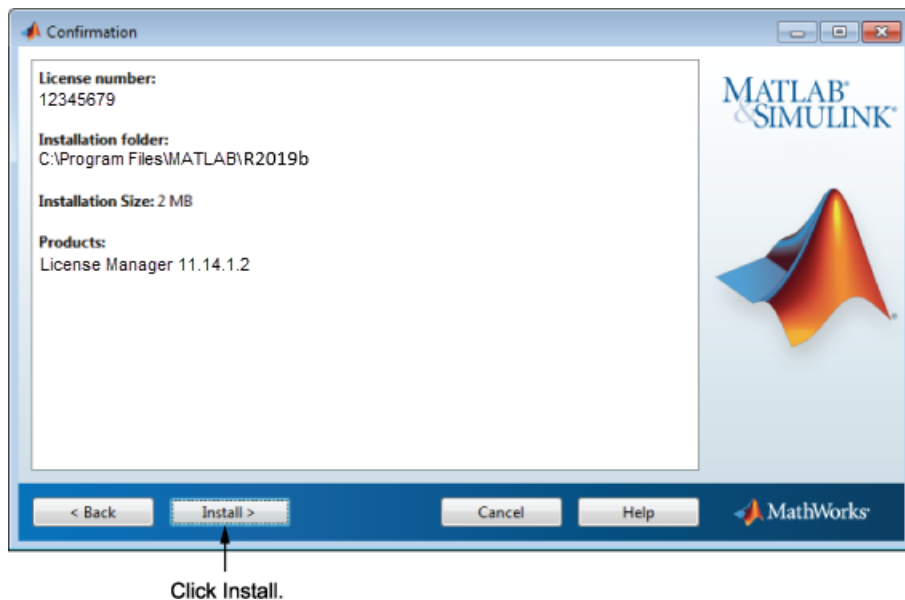 Confirmation
License number:
12345679
Installation folder:
C:\Program Files\MATLAB\R2019b
Installation Size: 2 MB
Products:
License Manager 11.14.1.2
MATLAB®
&SIMULINK®
®
< Back
Install >
Cancel
Help
MathWorks®
Click Install.